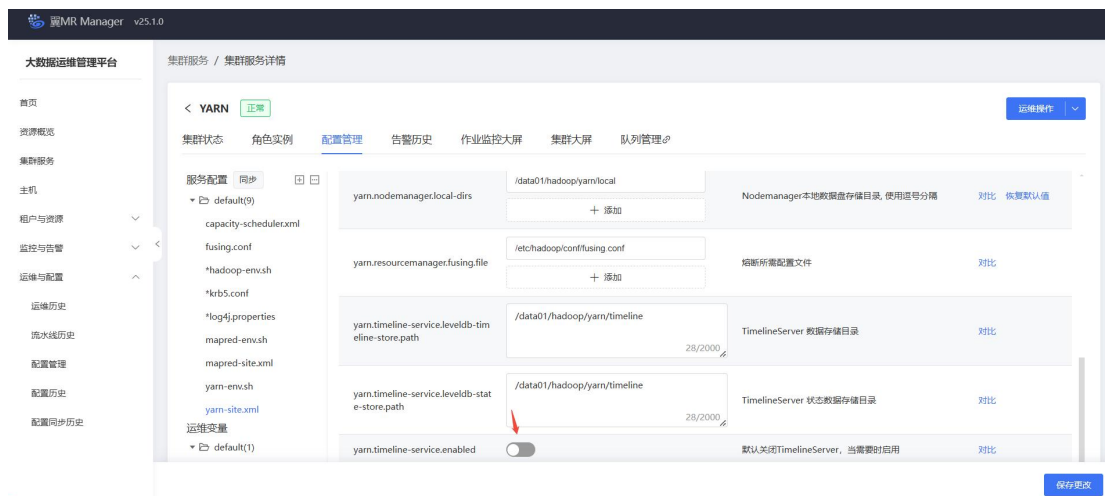 翼MR Manager v25.1.0
大数据运维管理平台
首页
资源概览
集群服务
主机
租户与资源
监控与告警
运维与配置
运维历史
流水线历史
配置管理
配置历史
配置同步历史
集群服务 / 集群服务详情
< YARN 正常
运维操作
集群状态 角色实例 配置管理 告警历史 作业监控大屏 集群大屏 队列管理
服务配置 同步
default(9)
capacity-scheduler.xml
fusing.conf
*hadoop-env.sh
*krb5.conf
*log4j.properties
mapred-env.sh
mapred-site.xml
yarn-env.sh
yarn-site.xml
运维变量
default(1)
yarn.nodemanager.local-dirs
/data01/hadoop/yarn/local
+ 添加
Nodemanager本地数据盘存储目录, 使用逗号分隔
对比 恢复默认值
yarn.resourcemanager.fusing.file
/etc/hadoop/conf/fusing.conf
+ 添加
熔断所需配置文件
对比
yarn.timeline-service.leveldb-tim
eline-store.path
/data01/hadoop/yarn/timeline
28/2000
TimelineServer 数据存储目录
对比
yarn.timeline-service.leveldb-stat
e-store.path
/data01/hadoop/yarn/timeline
28/2000
TimelineServer 状态数据存储目录
对比
yarn.timeline-service.enabled
默认关闭TimelineServer，当需要时启用
对比
保存更改